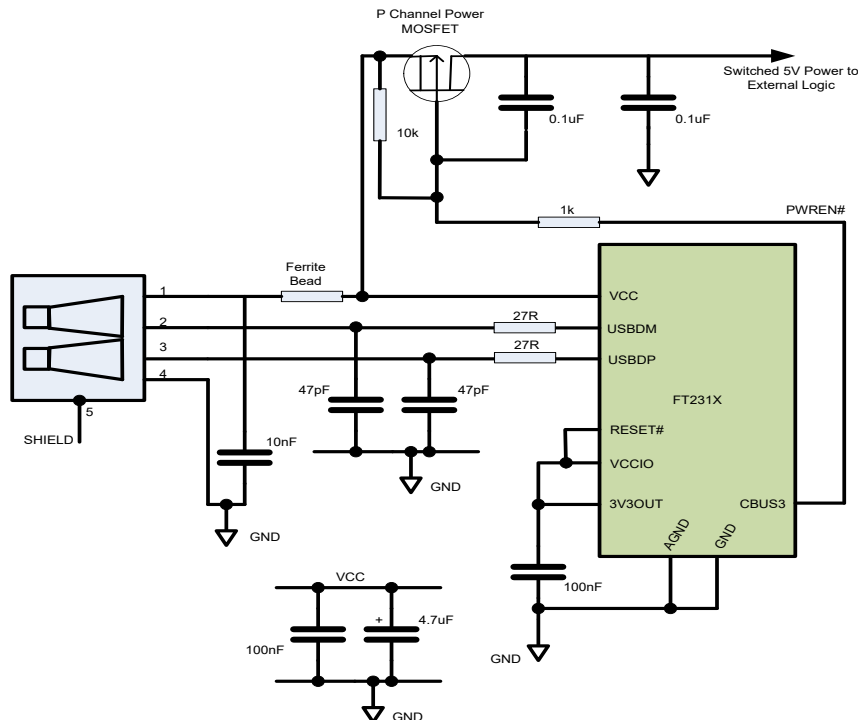 P Channel Power
MOSFET
Switched 5V Power to
External Logic
0.1uF
0.1uF
10k
1k
PWREN#
Ferrite
Bead
1
2
3
4
5
SHIELD
27R
27R
VCC
USBDM
USBDP
FT231X
RESET#
VCCIO
3V3OUT
CBUS3
AGND
GND
47pF
47pF
10nF
GND
GND
100nF
GND
VCC
100nF
+
4.7uF
GND